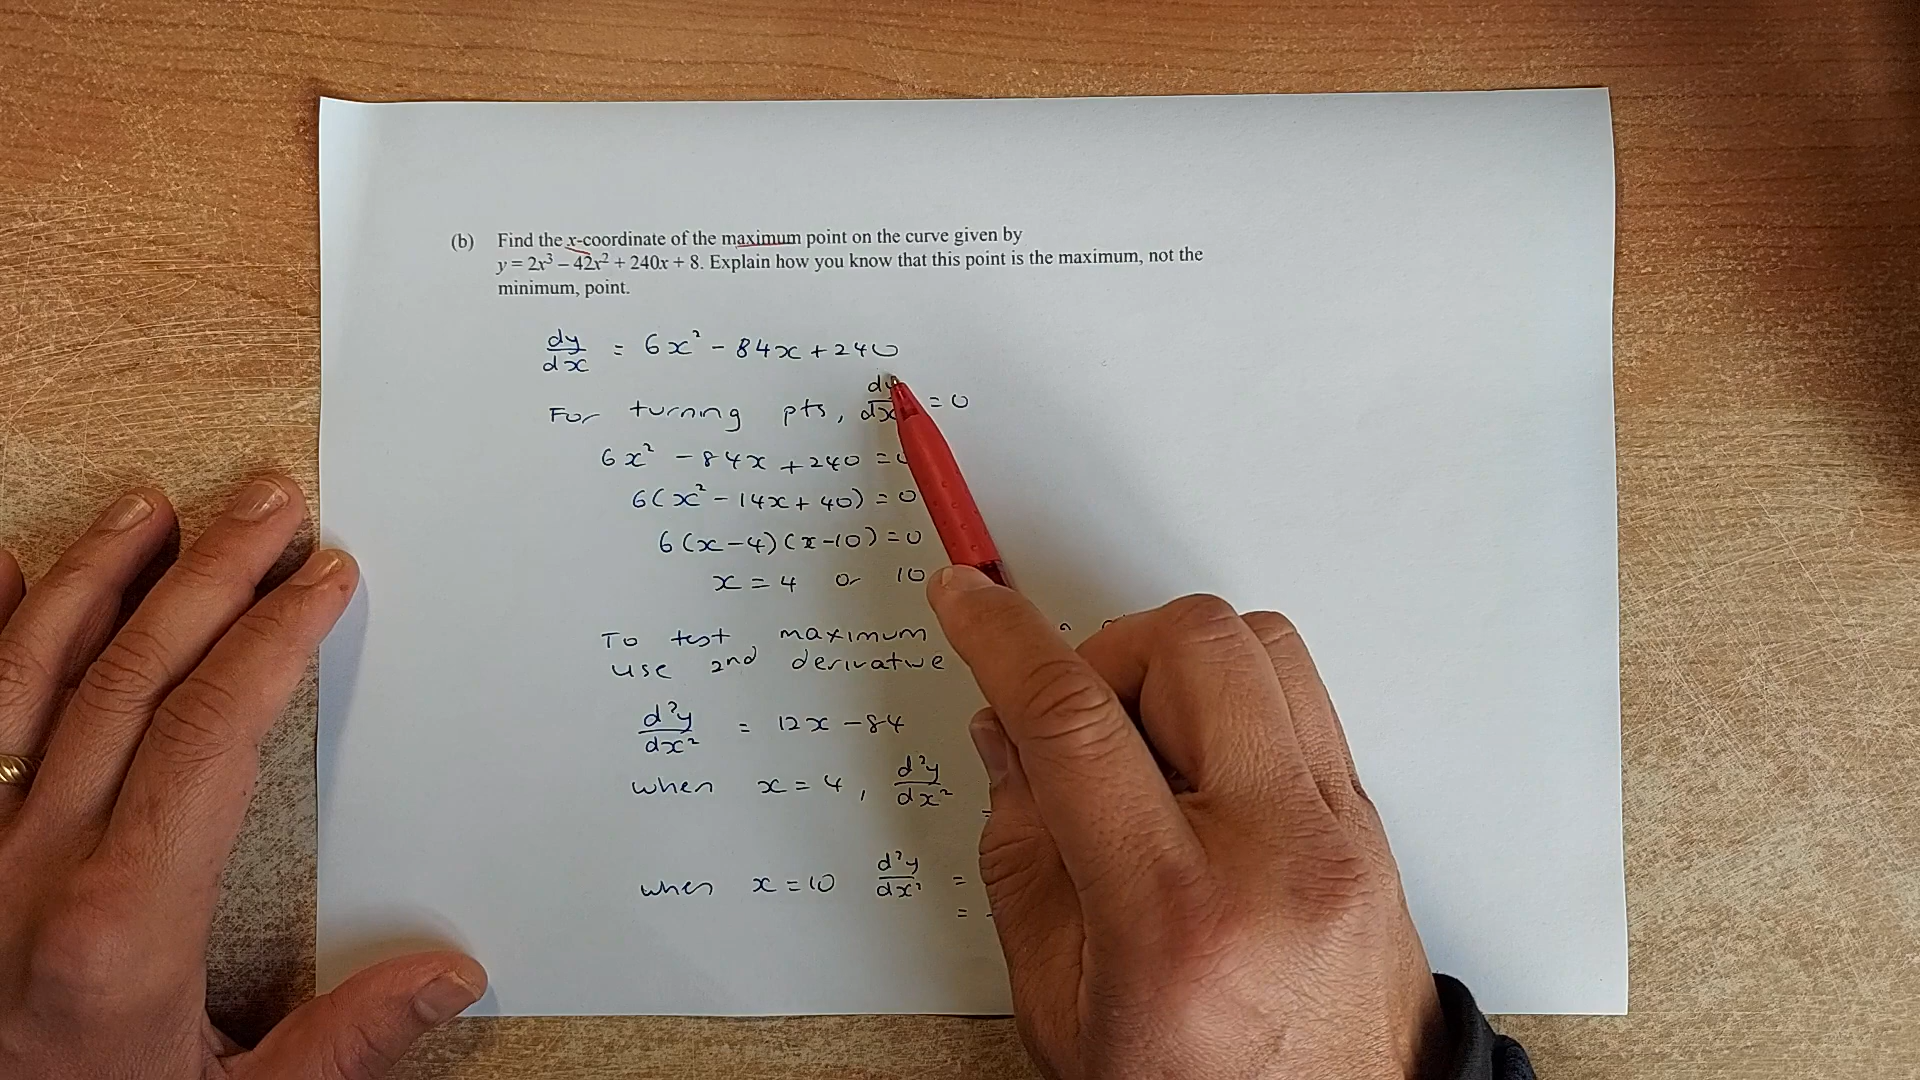 (b) Find the x-coordinate of the maximum point on the curve given by
y = 2x³ – 42x² + 240x + 8. Explain how you know that this point is the maximum, not the
minimum, point.
dy/dx = 6x² - 84x + 240
For turning pts, dy/dx = 0
6x² - 84x + 240 =
6(x² - 14x + 40) = 0
6(x-4)(x-10) = 0
x = 4 or 10
To test maximum
use 2nd derivative
d²y/dx² = 12x - 84
when x = 4, d²y/dx²
=
when x = 10 d²y/dx² =
=